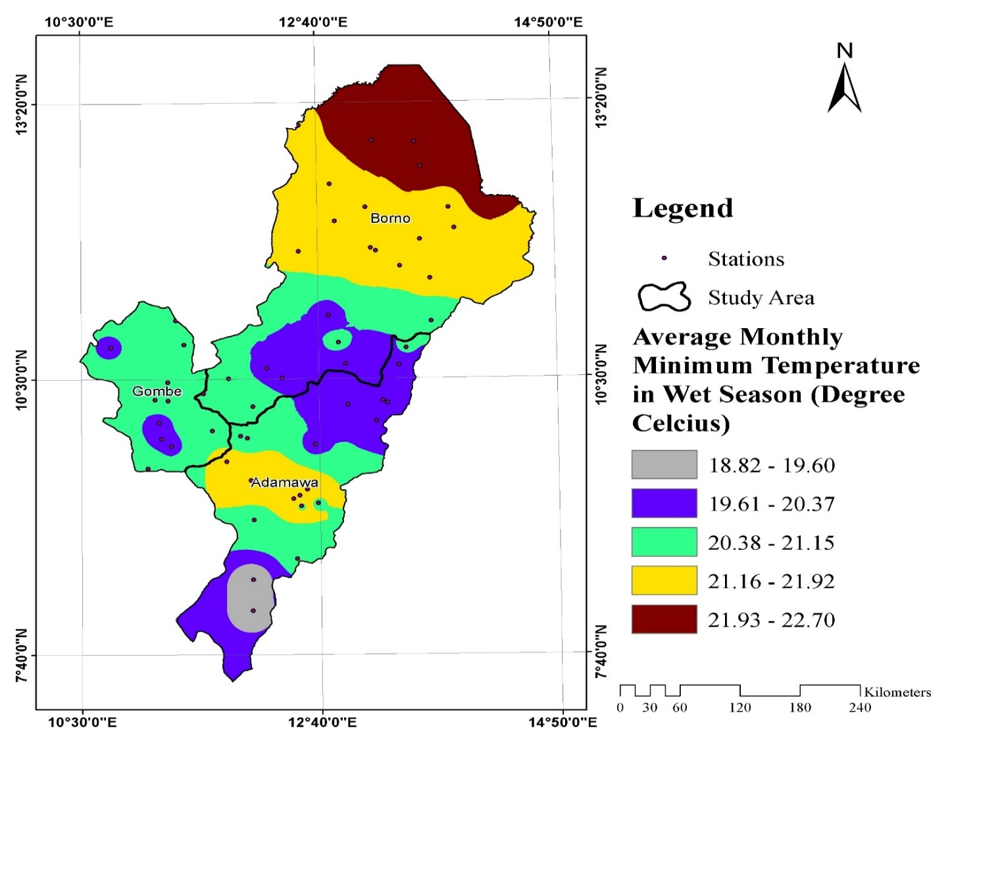 10°30'0"E 12°40'0"E 14°50'0"E
N
13°20'0"N 13°20'0"N
Borno
Legend
Stations
Study Area
Average Monthly
Minimum Temperature
in Wet Season (Degree
Celcius)
10°30'0"N 10°30'0"N
Gombe
Adamawa
18.82 - 19.60
19.61 - 20.37
20.38 - 21.15
21.16 - 21.92
21.93 - 22.70
7°40'0"N 7°40'0"N
Kilometers
0 30 60 120 180 240
10°30'0"E 12°40'0"E 14°50'0"E